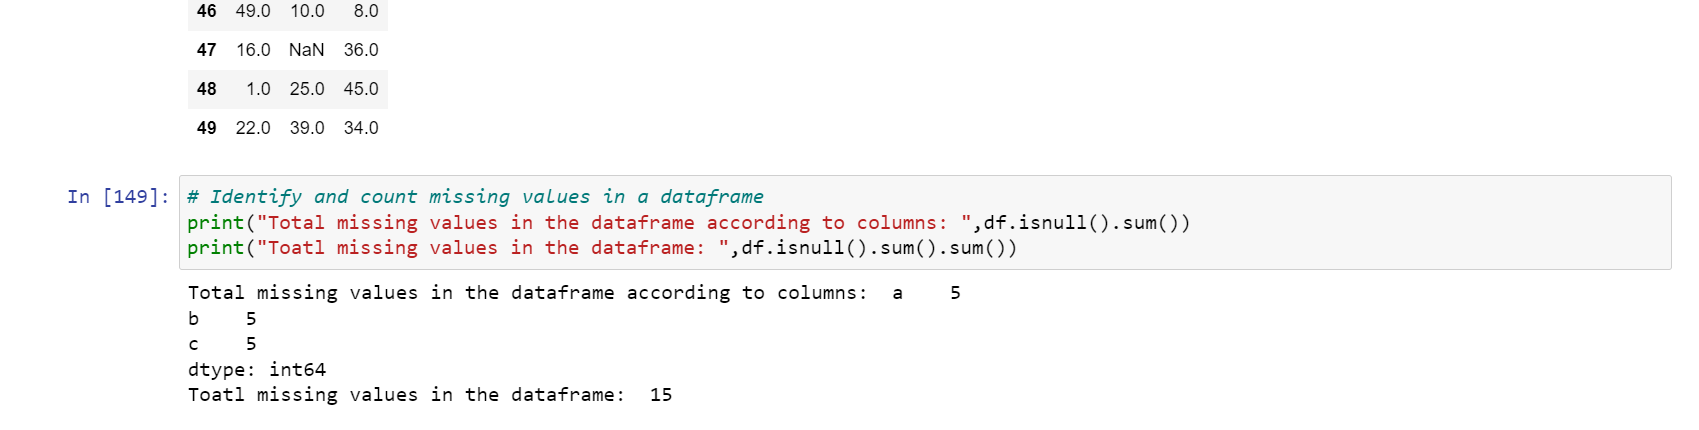 46 49.0 10.0 8.0
47 16.0 NaN 36.0
48 1.0 25.0 45.0
49 22.0 39.0 34.0
In [149]: # Identify and count missing values in a dataframe
print("Total missing values in the dataframe according to columns: ",df.isnull().sum())
print("Toatl missing values in the dataframe: ",df.isnull().sum().sum())
Total missing values in the dataframe according to columns:  a    5
b    5
c    5
dtype: int64
Toatl missing values in the dataframe:  15